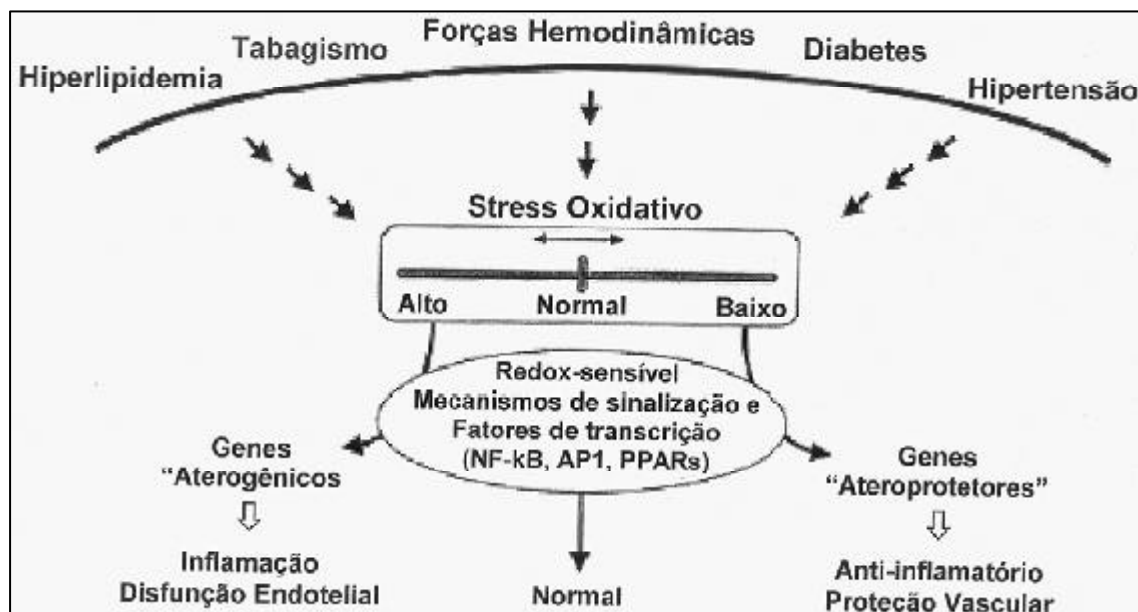 Forças Hemodinâmicas
Tabagismo
Diabetes
Hiperlipidemia
Hipertensão
Stress Oxidativo
Alto
Normal
Baixo
Redox-sensível
Mecanismos de sinalização e
Fatores de transcrição
(NF-kB, AP1, PPARs)
Genes
“Aterogênicos
Inflamação
Disfunção Endotelial
Normal
Genes
“Ateroprotetores”
Anti-inflamatório
Proteção Vascular